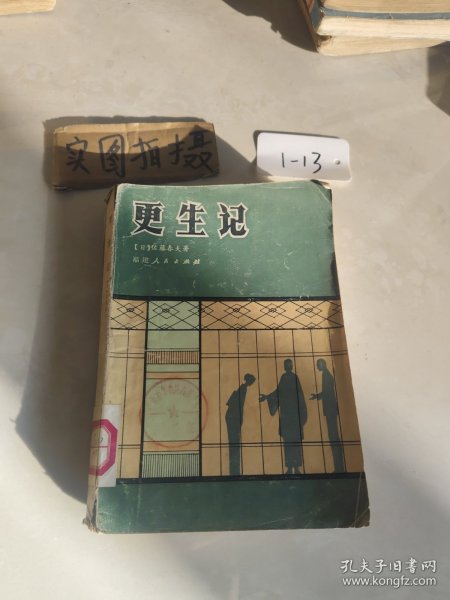 实图拍摄
1-13
更生记
【日】佐藤春夫著
福建人民出版社
孔夫子旧书网
www.kongfz.com